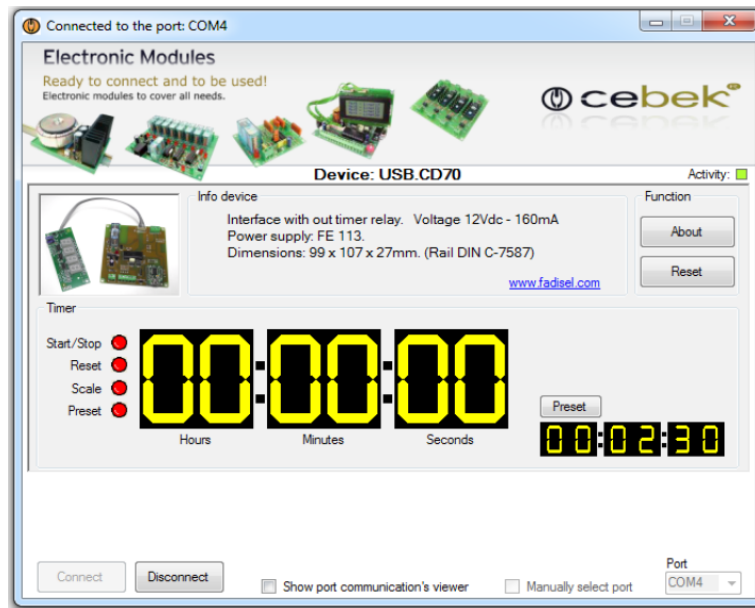 Connected to the port: COM4
Electronic Modules
Ready to connect and to be used!
Electronic modules to cover all needs.
cebek
Device: USB.CD70
Activity:
Info device
Interface with out timer relay. Voltage 12Vdc - 160mA
Power supply: FE 113.
Dimensions: 99 x 107 x 27mm. (Rail DIN C-7587)
www.fadisel.com
Function
About
Reset
Timer
Start/Stop
Reset
Scale
Preset
00:00:00
Hours Minutes Seconds
Preset
00:02:30
Connect
Disconnect
Show port communication's viewer
Manually select port
Port
COM4